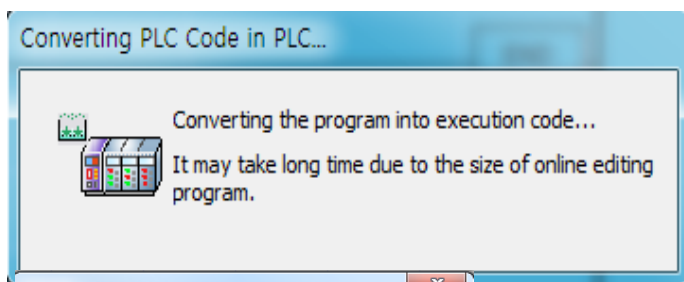 Converting PLC Code in PLC...
Converting the program into execution code...
It may take long time due to the size of online editing
program.